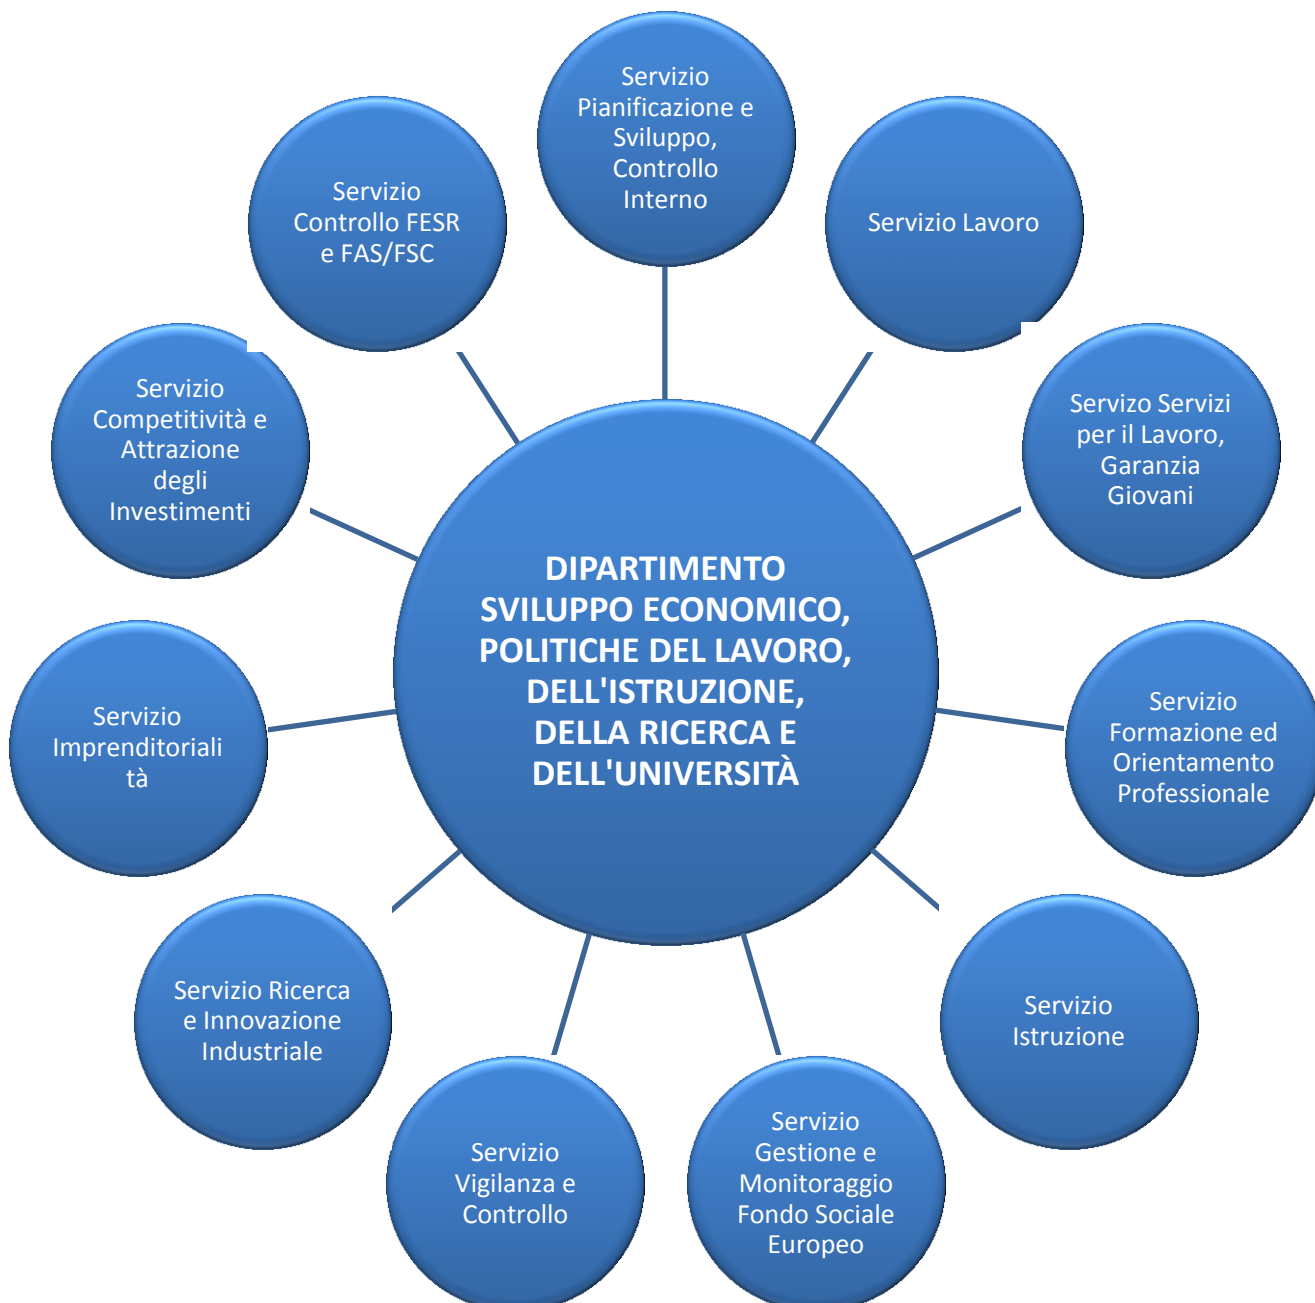 Servizio
Pianificazione e
Sviluppo,
Controllo
Interno
Servizio Lavoro
Servizo Servizi
per il Lavoro,
Garanzia
Giovani
Servizio
Formazione ed
Orientamento
Professionale
Servizio
Istruzione
Servizio
Gestione e
Monitoraggio
Fondo Sociale
Europeo
Servizio
Vigilanza e
Controllo
Servizio Ricerca
e Innovazione
Industriale
Servizio
Imprenditoriali
tà
Servizio
Competitività e
Attrazione
degli
Investimenti
Servizio
Controllo FESR
e FAS/FSC
DIPARTIMENTO
SVILUPPO ECONOMICO,
POLITICHE DEL LAVORO,
DELL'ISTRUZIONE,
DELLA RICERCA E
DELL'UNIVERSITÀ